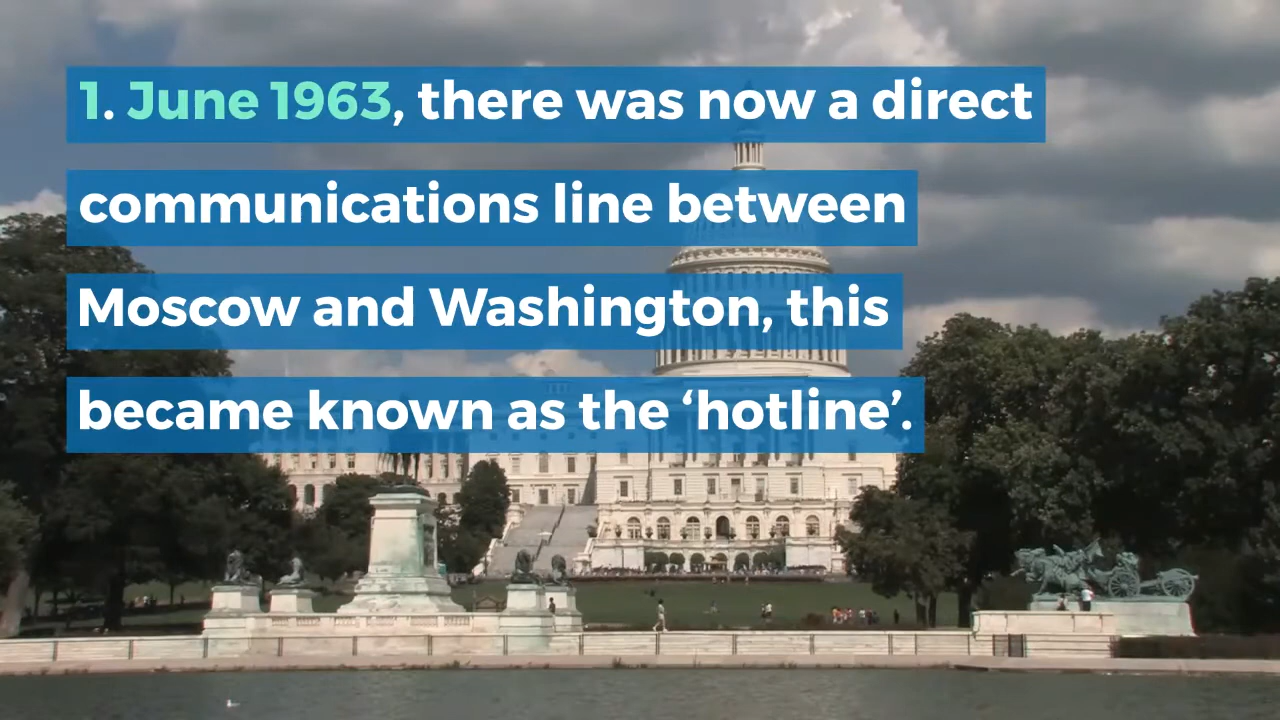 1. June 1963, there was now a direct
communications line between
Moscow and Washington, this
became known as the ‘hotline’.